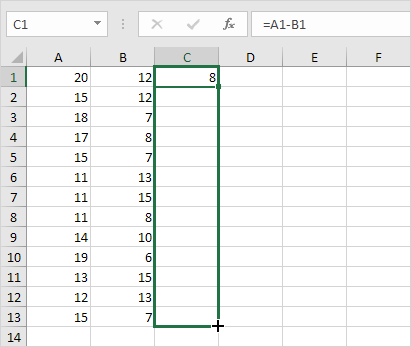 C1 fx =A1-B1
A B C D E F
1 20 12 8
2 15 12
3 18 7
4 17 8
5 15 7
6 11 13
7 11 15
8 11 8
9 14 10
10 19 6
11 13 15
12 12 13
13 15 7
14